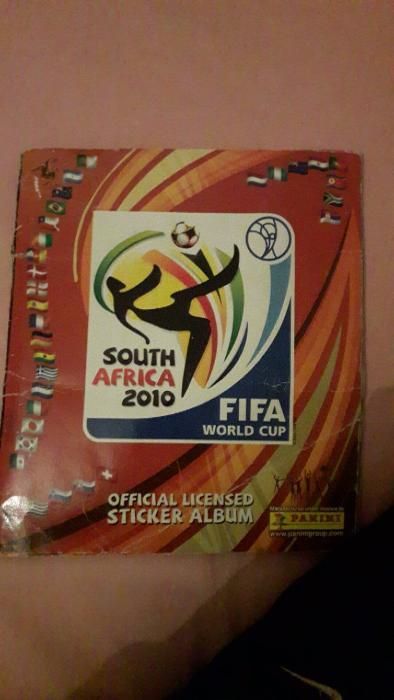 SOUTH
AFRICA
2010
FIFA
WORLD CUP
OFFICIAL LICENSED
STICKER ALBUM
PANINI
www.paninigroup.com